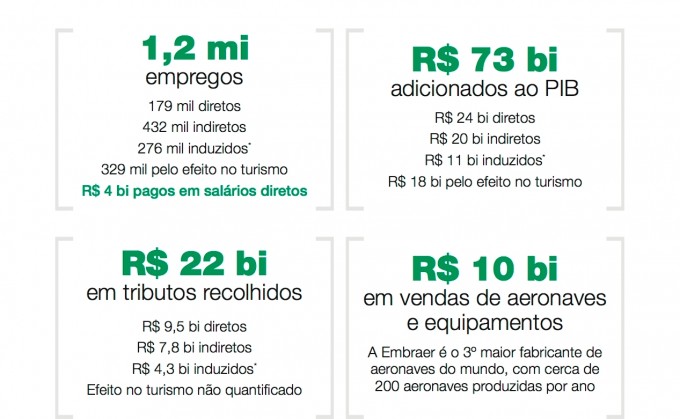 1,2 mi
empregos
179 mil diretos
432 mil indiretos
276 mil induzidos*
329 mil pelo efeito no turismo
R$ 4 bi pagos em salários diretos
R$ 73 bi
adicionados ao PIB
R$ 24 bi diretos
R$ 20 bi indiretos
R$ 11 bi induzidos*
R$ 18 bi pelo efeito no turismo
R$ 22 bi
em tributos recolhidos
R$ 9,5 bi diretos
R$ 7,8 bi indiretos
R$ 4,3 bi induzidos*
Efeito no turismo não quantificado
R$ 10 bi
em vendas de aeronaves
e equipamentos
A Embraer é o 3º maior fabricante de
aeronaves do mundo, com cerca de
200 aeronaves produzidas por ano